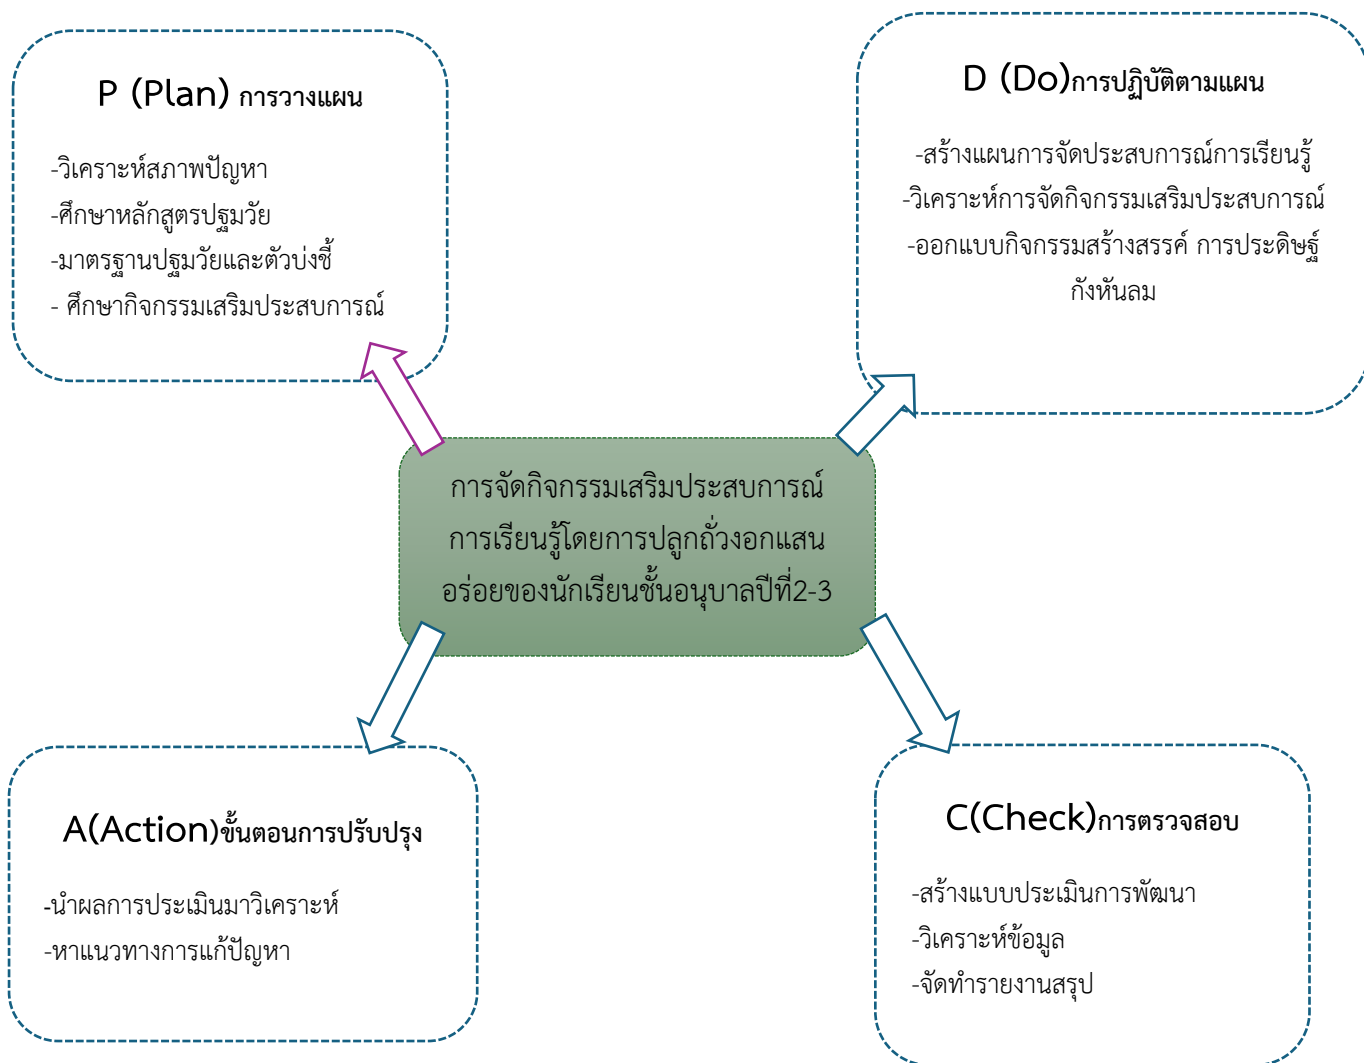 P (Plan) การวางแผน
-วิเคราะห์สภาพปัญหา
-ศึกษาหลักสูตรปฐมวัย
-มาตรฐานปฐมวัยและตัวบ่งชี้
- ศึกษากิจกรรมเสริมประสบการณ์
D (Do)การปฏิบัติตามแผน
-สร้างแผนการจัดประสบการณ์การเรียนรู้
-วิเคราะห์การจัดกิจกรรมเสริมประสบการณ์
-ออกแบบกิจกรรมสร้างสรรค์ การประดิษฐ์
กังหันลม
การจัดกิจกรรมเสริมประสบการณ์
การเรียนรู้โดยการปลูกถั่วงอกแสน
อร่อยของนักเรียนชั้นอนุบาลปีที่2-3
A(Action)ขั้นตอนการปรับปรุง
-นำผลการประเมินมาวิเคราะห์
-หาแนวทางการแก้ปัญหา
C(Check)การตรวจสอบ
-สร้างแบบประเมินการพัฒนา
-วิเคราะห์ข้อมูล
-จัดทำรายงานสรุป